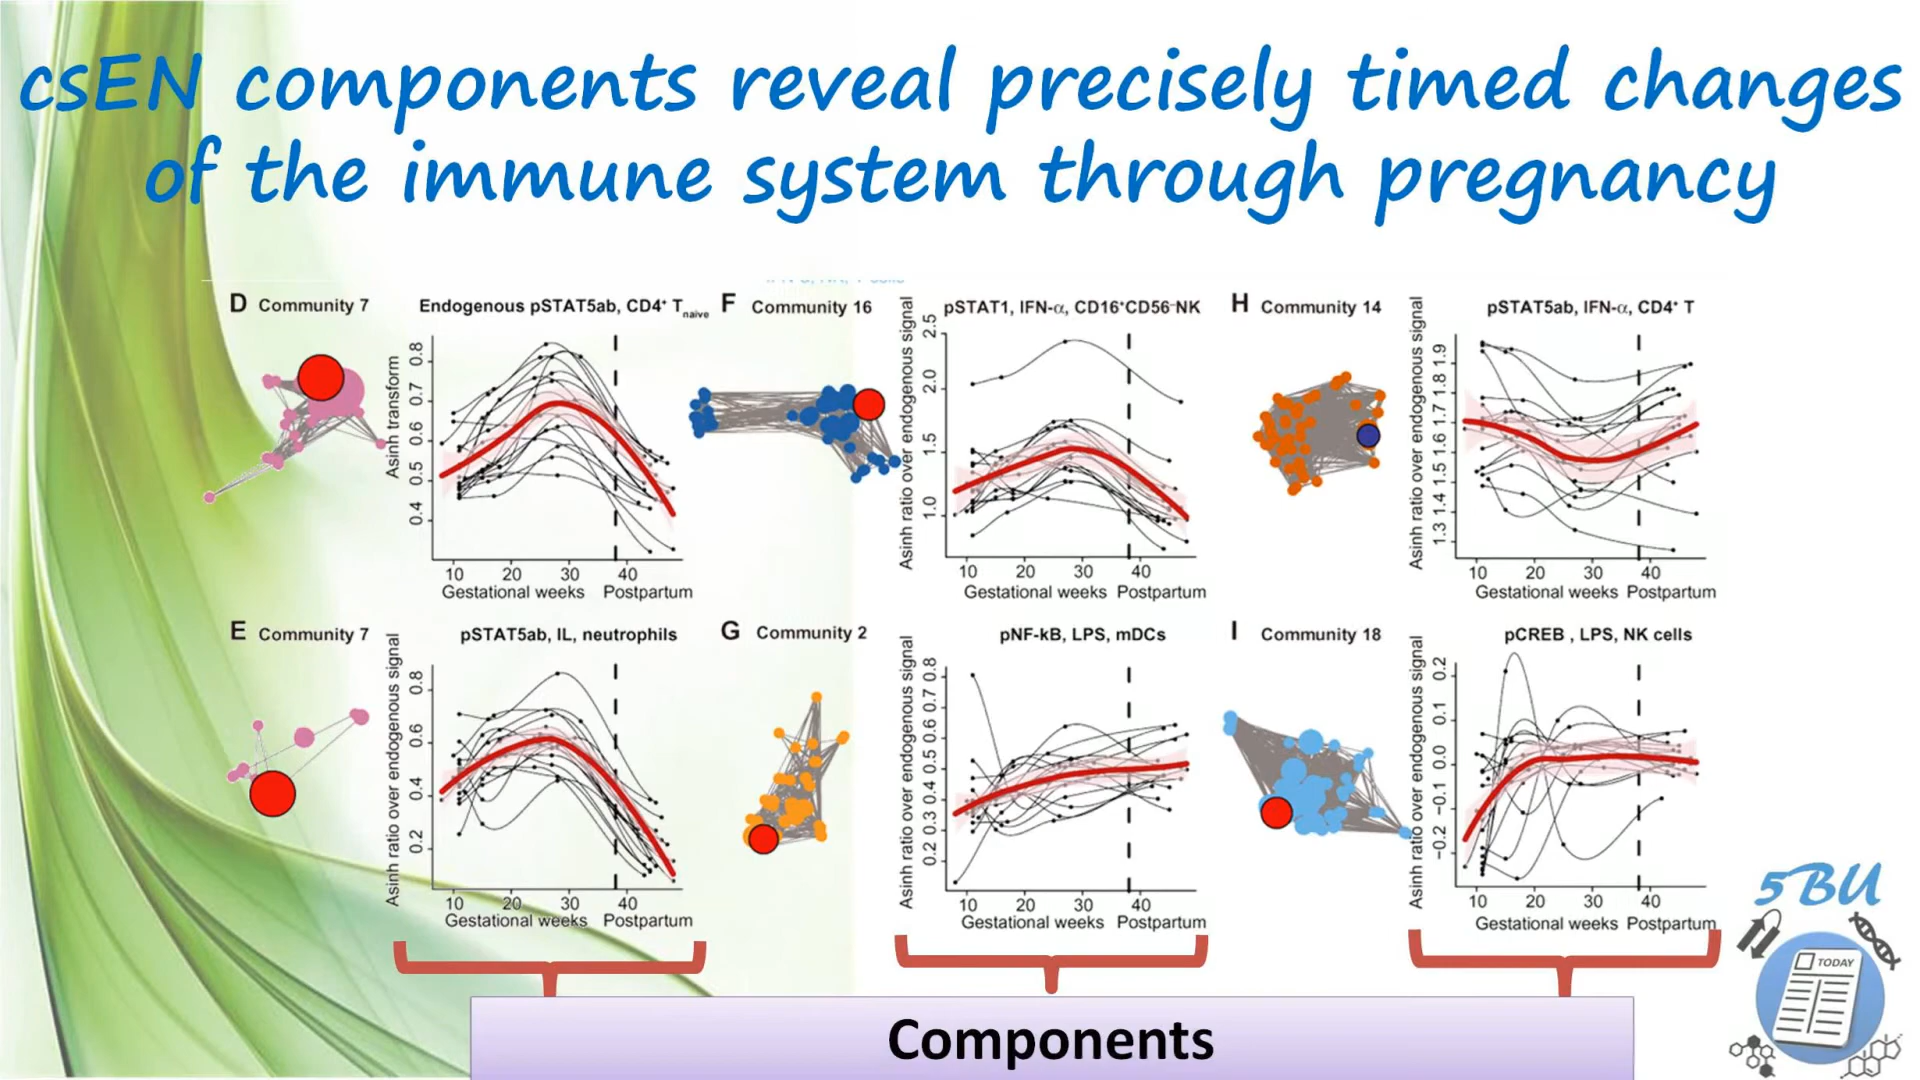 csEN components reveal precisely timed changes
of the immune system through pregnancy
D Community 7
Endogenous pSTAT5ab, CD4⁺ Tnaive
Asinh transform
0.8
0.7
0.6
0.5
0.4
10 20 30 40
Gestational weeks Postpartum
F Community 16
pSTAT1, IFN-α, CD16⁺CD56⁻NK
Asinh ratio over endogenous signal
2.5
2.0
1.5
1.0
10 20 30 40
Gestational weeks Postpartum
H Community 14
pSTAT5ab, IFN-α, CD4⁺ T
Asinh ratio over endogenous signal
1.9
1.8
1.7
1.6
1.5
1.4
1.3
10 20 30 40
Gestational weeks Postpartum
E Community 7
pSTAT5ab, IL, neutrophils
Asinh ratio over endogenous signal
0.8
0.6
0.4
0.2
10 20 30 40
Gestational weeks Postpartum
G Community 2
pNF-kB, LPS, mDCs
Asinh ratio over endogenous signal
0.8
0.7
0.6
0.5
0.4
0.3
0.2
10 20 30 40
Gestational weeks Postpartum
I Community 18
pCREB , LPS, NK cells
Asinh ratio over endogenous signal
0.2
0.1
0.0
−0.1
−0.2
10 20 30 40
Gestational weeks Postpartum
Components
5BU
TODAY